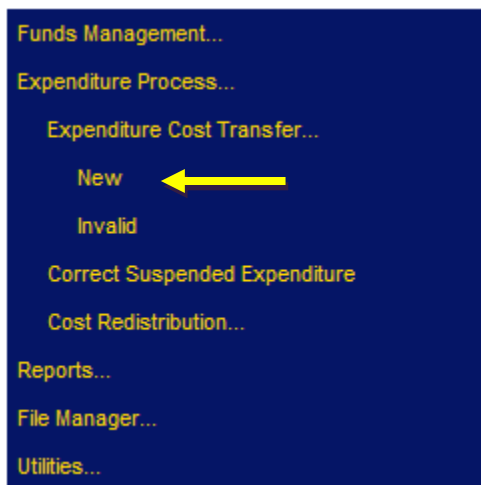 Funds Management...
Expenditure Process...
Expenditure Cost Transfer...
New
Invalid
Correct Suspended Expenditure
Cost Redistribution...
Reports...
File Manager...
Utilities...